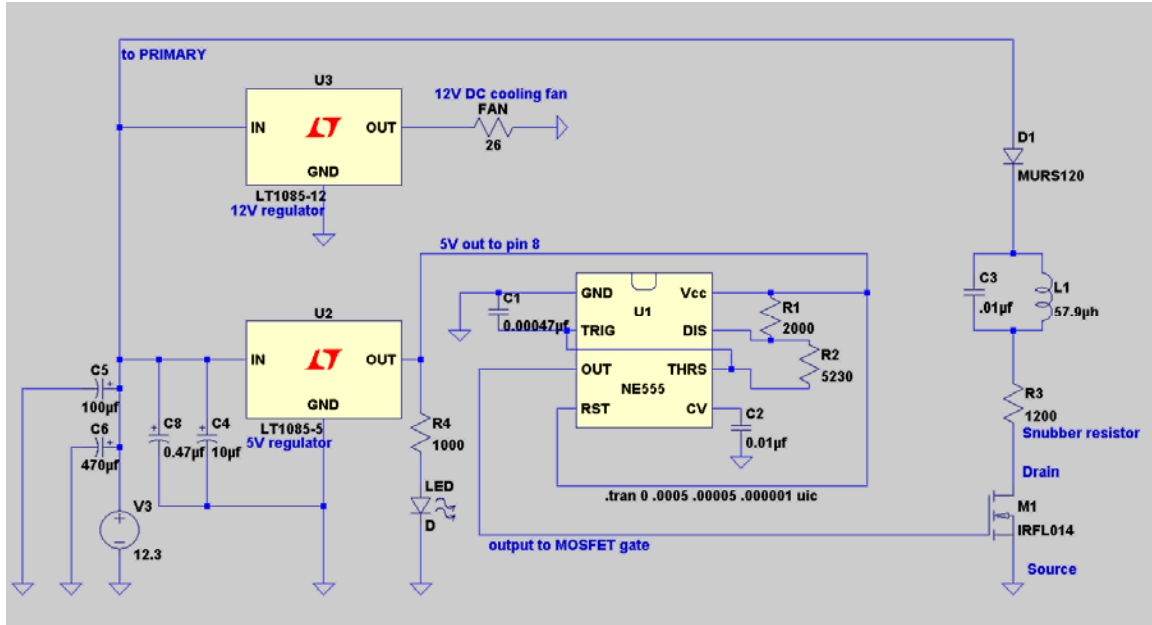 to PRIMARY
U3
12V DC cooling fan
FAN
IN
OUT
26
GND
D1
MURS120
LT1085-12
12V regulator
5V out to pin 8
C1
0.00047µf
GND
Vcc
U1
R1
2000
C3
.01µf
L1
57.9µh
TRIG
DIS
U2
IN
OUT
R2
5230
OUT
THRS
NE555
C5
100µf
GND
RST
CV
C2
0.01µf
R3
1200
Snubber resistor
LT1085-5
5V regulator
C8
0.47µf
C4
10µf
R4
1000
C6
470µf
Drain
LED
D
.tran 0 .0005 .00005 .000001 uic
V3
12.3
M1
IRFL014
output to MOSFET gate
Source